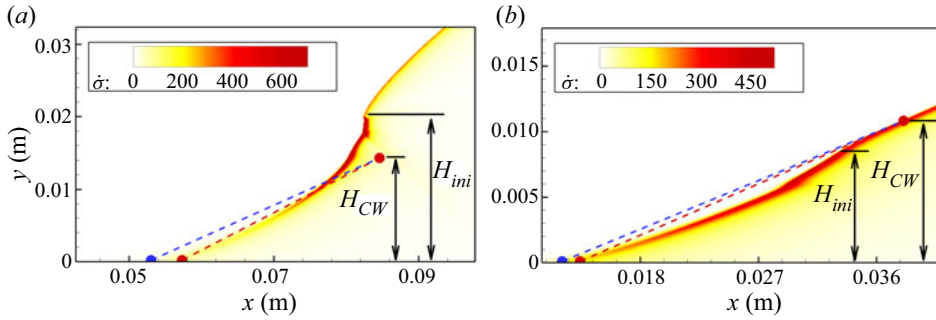 (a)
0.03
σ̇: 0 200 400 600
0.02
y (m)
0.01
H_CW
H_ini
0
0.05 0.07 0.09
x (m)
(b)
0.015
σ̇: 0 150 300 450
0.010
0.005
H_ini
H_CW
0
0.018 0.027 0.036
x (m)